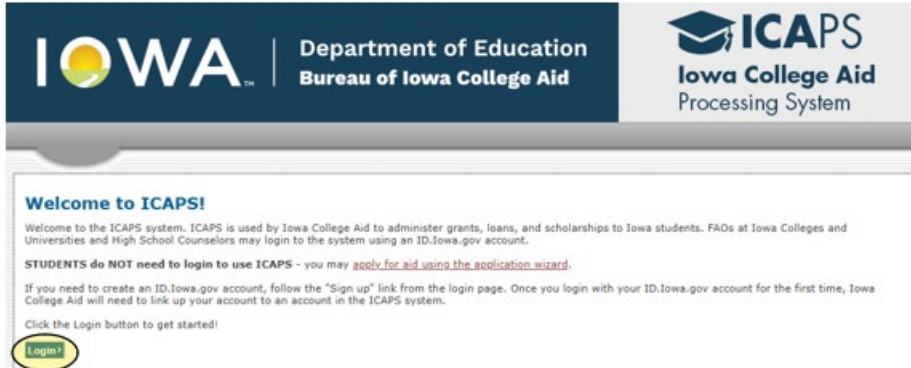 IOWA™ | Department of Education
Bureau of Iowa College Aid
ICAPS
Iowa College Aid
Processing System
Welcome to ICAPS!
Welcome to the ICAPS system. ICAPS is used by Iowa College Aid to administer grants, loans, and scholarships to Iowa students. FAOs at Iowa Colleges and
Universities and High School Counselors may login to the system using an ID.Iowa.gov account.
STUDENTS do NOT need to login to use ICAPS - you may apply for aid using the application wizard.
If you need to create an ID.Iowa.gov account, follow the "Sign up" link from the login page. Once you login with your ID.Iowa.gov account for the first time, Iowa
College Aid will need to link up your account to an account in the ICAPS system.
Click the Login button to get started!
Login?